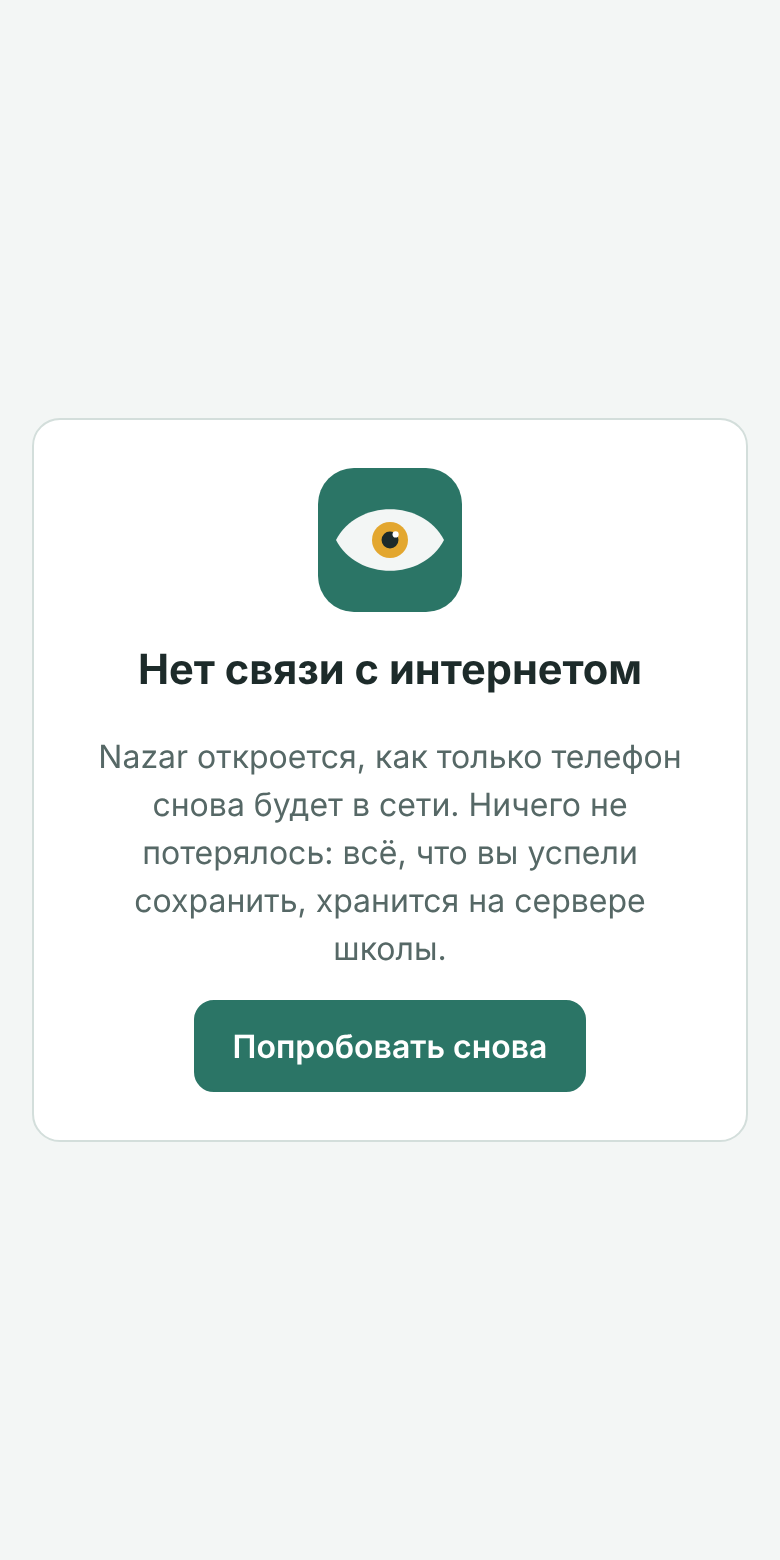 Нет связи с интернетом
Nazar откроется, как только телефон
снова будет в сети. Ничего не
потерялось: всё, что вы успели
сохранить, хранится на сервере
школы.
Попробовать снова